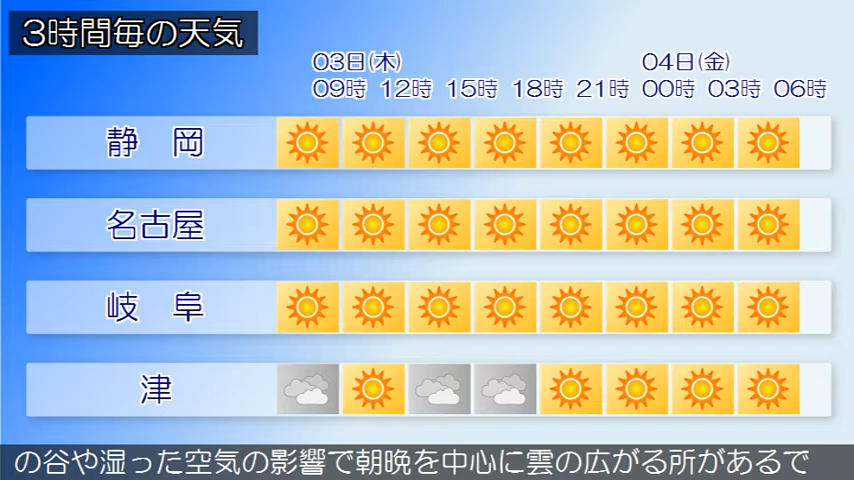 3時間毎の天気
03日(木) 04日(金)
09時 12時 15時 18時 21時 00時 03時 06時
静岡
名古屋
岐阜
津
の谷や湿った空気の影響で朝晩を中心に雲の広がる所があるで